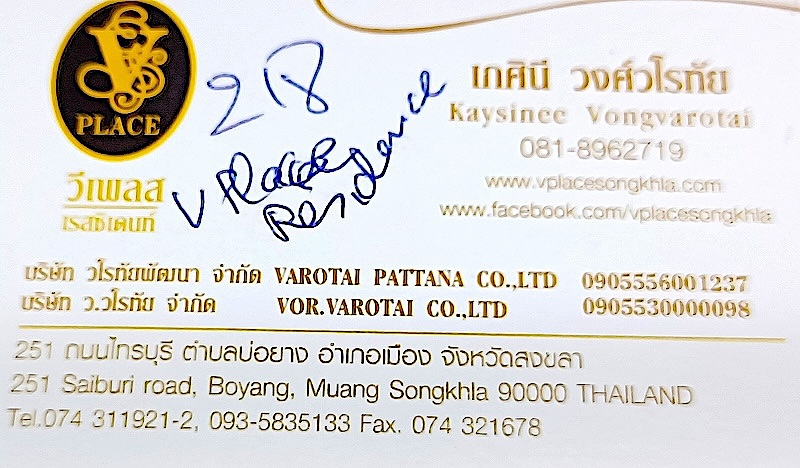 V
PLACE
วีเพลส
เรสซิเดนท์
218
V Place
Residence
เกศินี วงศ์วโรทัย
Kaysinee Vongvarotai
081-8962719
www.vplacesongkhla.com
www.facebook.com/vplacesongkhla
บริษัท วโรทัยพัฒนา จำกัด VAROTAI PATTANA CO.,LTD 0905556001237
บริษัท ว.วโรทัย จำกัด VOR.VAROTAI CO.,LTD 0905530000098
251 ถนนไทรบุรี ตำบลบ่อยาง อำเภอเมือง จังหวัดสงขลา
251 Saiburi road, Boyang, Muang Songkhla 90000 THAILAND
Tel.074 311921-2, 093-5835133 Fax. 074 321678